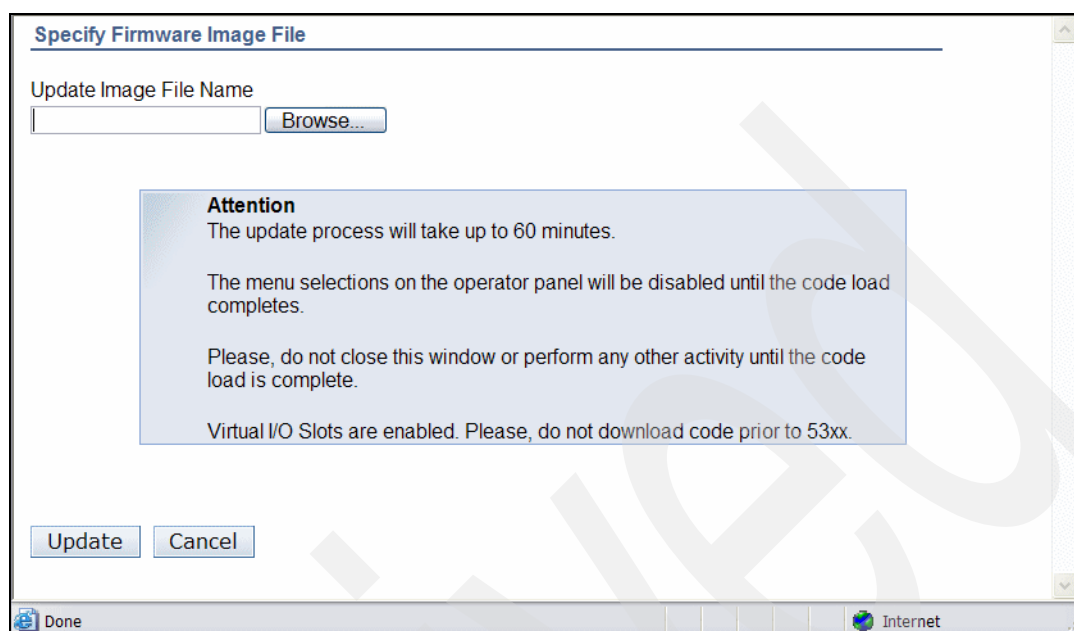 Specify Firmware Image File
Update Image File Name
Browse...
Attention
The update process will take up to 60 minutes.
The menu selections on the operator panel will be disabled until the code load
completes.
Please, do not close this window or perform any other activity until the code
load is complete.
Virtual I/O Slots are enabled. Please, do not download code prior to 53xx.
Update Cancel
Done Internet